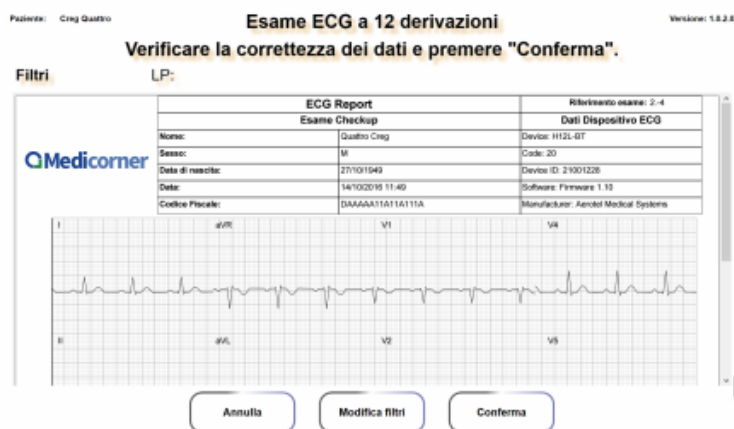 Paziente: Creg Quattro
Esame ECG a 12 derivazioni
Versione: 1.0.2.0
Verificare la correttezza dei dati e premere "Conferma".
Filtri LP:
ECG Report Riferimento esame: 2.-4
Esame Checkup Dati Dispositivo ECG
Medicorner
Nome: Quattro Creg Device: H12L-BT
Sesso: M Code: 20
Data di nascita: 27/10/1949 Device ID: 21001228
Data: 14/10/2016 11:49 Software: Firmware 1.10
Codice Fiscale: DAAAAA11A11A111A Manufacturer: Aerotel Medical Systems
I aVR V1 V4
II aVL V2 V5
Annulla Modifica filtri Conferma